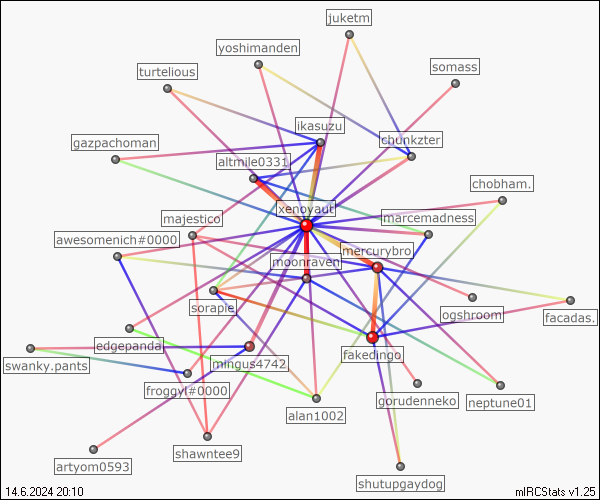 juketm
yoshimanden
somass
turtelious
ikasuzu
chunkzter
gazpachoman
altmile0331
chobham.
xenoyaut
majestico
marcemadness
awesomenich#0000
mercurybro
moonraven
sorapie
ogshroom
facadas.
edgepanda
fakedingo
swanky.pants
mingus4742
froggyl#0000
gorudenneko
neptune01
alan1002
shawntee9
artyom0593
shutupgaydog
14.6.2024 20:10
mIRCStats v1.25